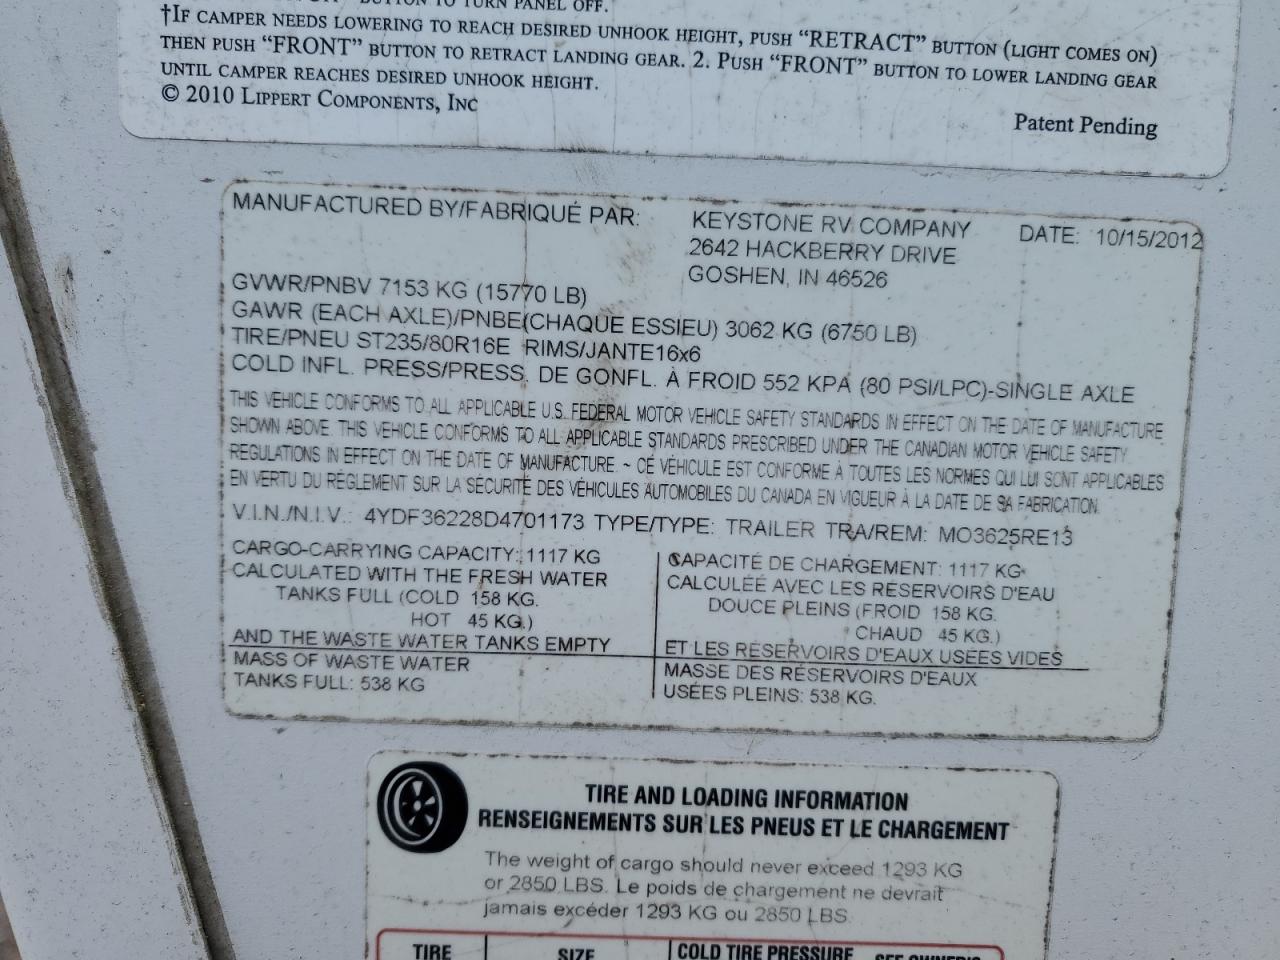 BUTTON TO TURN PANEL OFF.
†IF CAMPER NEEDS LOWERING TO REACH DESIRED UNHOOK HEIGHT, PUSH “RETRACT” BUTTON (LIGHT COMES ON)
THEN PUSH “FRONT” BUTTON TO RETRACT LANDING GEAR. 2. PUSH “FRONT” BUTTON TO LOWER LANDING GEAR
UNTIL CAMPER REACHES DESIRED UNHOOK HEIGHT.
© 2010 LIPPERT COMPONENTS, INC
Patent Pending
MANUFACTURED BY/FABRIQUÉ PAR: KEYSTONE RV COMPANY DATE: 10/15/2012
2642 HACKBERRY DRIVE
GOSHEN, IN 46526
GVWR/PNBV 7153 KG (15770 LB)
GAWR (EACH AXLE)/PNBE(CHAQUE ESSIEU) 3062 KG (6750 LB)
TIRE/PNEU ST235/80R16E RIMS/JANTE16x6
COLD INFL. PRESS/PRESS. DE GONFL. À FROID 552 KPA (80 PSI/LPC)-SINGLE AXLE
THIS VEHICLE CONFORMS TO ALL APPLICABLE U.S. FEDERAL MOTOR VEHICLE SAFETY STANDARDS IN EFFECT ON THE DATE OF MANUFACTURE
SHOWN ABOVE. THIS VEHICLE CONFORMS TO ALL APPLICABLE STANDARDS PRESCRIBED UNDER THE CANADIAN MOTOR VEHICLE SAFETY
REGULATIONS IN EFFECT ON THE DATE OF MANUFACTURE. ~ CE VÉHICULE EST CONFORME À TOUTES LES NORMES QUI LUI SONT APPLICABLES
EN VERTU DU RÉGLEMENT SUR LA SÉCURITÉ DES VÉHICULES AUTOMOBILES DU CANADA EN VIGUEUR À LA DATE DE SA FABRICATION.
V.I.N./N.I.V.: 4YDF36228D4701173 TYPE/TYPE: TRAILER TRA/REM: MO3625RE13
CARGO-CARRYING CAPACITY: 1117 KG
CALCULATED WITH THE FRESH WATER
TANKS FULL (COLD 158 KG.
HOT 45 KG.)
AND THE WASTE WATER TANKS EMPTY
MASS OF WASTE WATER
TANKS FULL: 538 KG
CAPACITÉ DE CHARGEMENT: 1117 KG
CALCULÉE AVEC LES RÉSERVOIRS D'EAU
DOUCE PLEINS (FROID 158 KG.
CHAUD 45 KG.)
ET LES RÉSERVOIRS D'EAUX USÉES VIDES
MASSE DES RÉSERVOIRS D'EAUX
USÉES PLEINS: 538 KG.
TIRE AND LOADING INFORMATION
RENSEIGNEMENTS SUR LES PNEUS ET LE CHARGEMENT
The weight of cargo should never exceed 1293 KG
or 2850 LBS. Le poids de chargement ne devrait
jamais excéder 1293 KG ou 2850 LBS.
TIRE SIZE COLD TIRE PRESSURE SEE OWNER'S